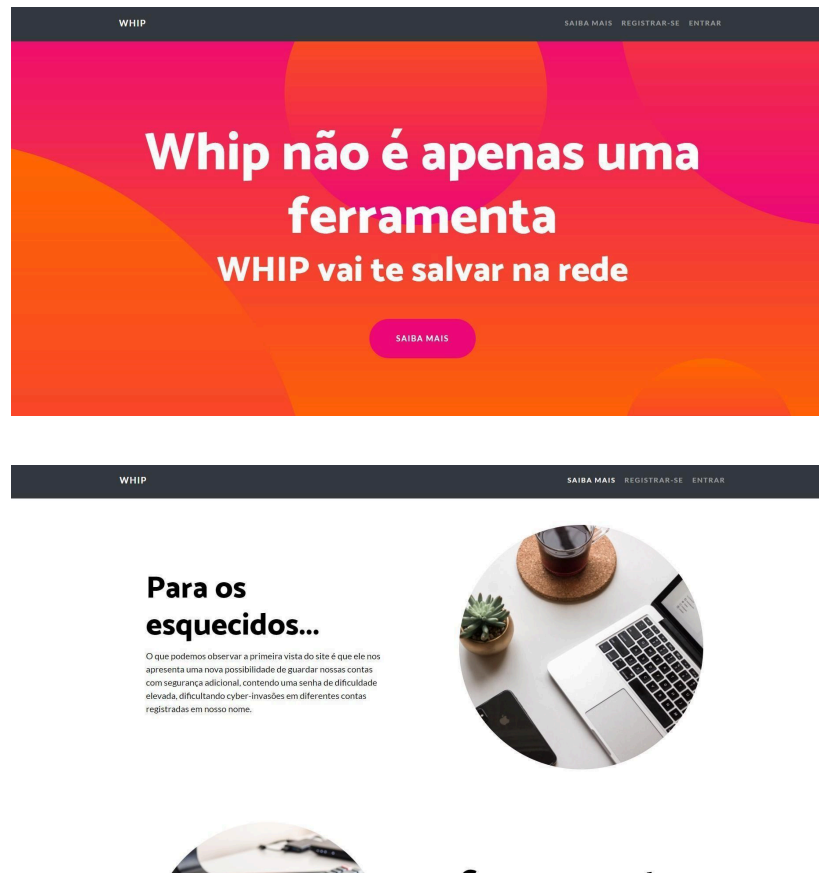 WHIP
SAIBA MAIS REGISTRAR-SE ENTRAR
Whip não é apenas uma
ferramenta
WHIP vai te salvar na rede
SAIBA MAIS
WHIP
SAIBA MAIS REGISTRAR-SE ENTRAR
Para os
esquecidos...
O que podemos observar a primeira vista do site é que ele nos
apresenta uma nova possibilidade de guardar nossas contas
com segurança adicional, contendo uma senha de dificuldade
elevada, dificultando cyber-invasões em diferentes contas
registradas em nosso nome.